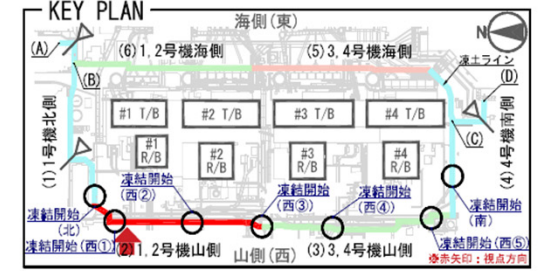 KEY PLAN
海側(東)
N
(A)
(6)1,2号機海側
(5)3,4号機海側
凍土ライン
(B)
(D)
#1 T/B
#2 T/B
#3 T/B
#4 T/B
(C)
(1)1号機北側
#1
R/B
#2
R/B
#3
R/B
#4
R/B
(4)4号機南側
凍結開始
(西②)
凍結開始
(西③)
凍結開始
(西④)
凍結開始
(北)
凍結開始
(南)
凍結開始(西①)
(2)1,2号機山側
(3)3,4号機山側
凍結開始(西⑤)
山側(西)
※赤矢印:視点方向